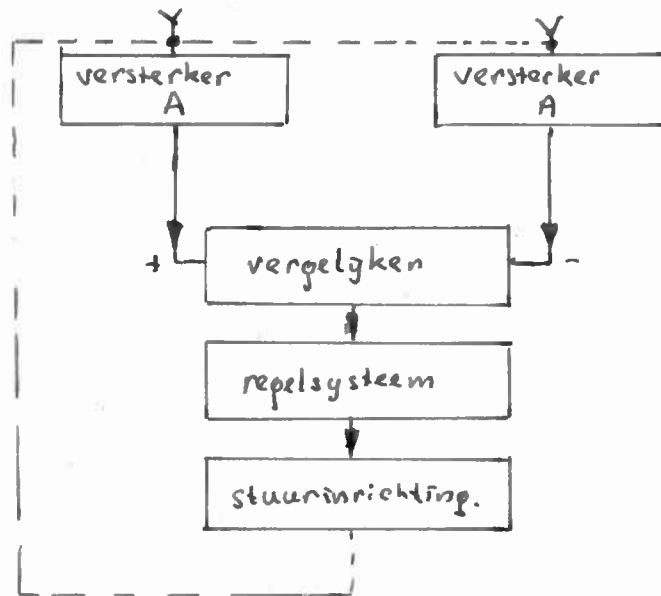 versterker
A
versterker
A
+
vergelyken
-
regelsysteem
stuurinrichting.